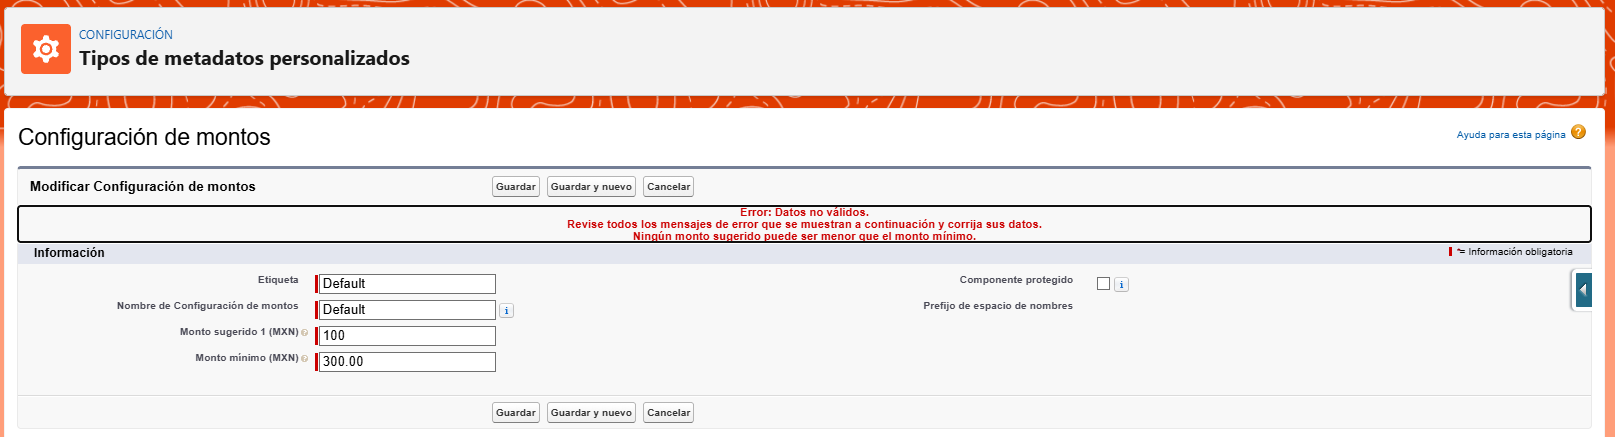 CONFIGURACIÓN
Tipos de metadatos personalizados
Configuración de montos
Ayuda para esta página ?
Modificar Configuración de montos
Guardar Guardar y nuevo Cancelar
Error: Datos no válidos.
Revise todos los mensajes de error que se muestran a continuación y corrija sus datos.
Ningún monto sugerido puede ser menor que el monto mínimo.
Información
*= Información obligatoria
Etiqueta Default
Componente protegido i
Nombre de Configuración de montos Default i
Prefijo de espacio de nombres
Monto sugerido 1 (MXN) ? 100
Monto mínimo (MXN) ? 300.00
Guardar Guardar y nuevo Cancelar